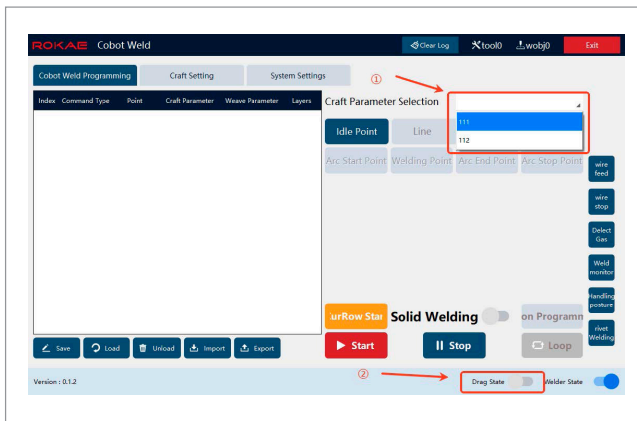 ROKAE Cobot Weld Clear Log tool0 wobj0 Exit
Cobot Weld Programming Craft Setting System Settings
①
Index Command Type Point Craft Parameter Weave Parameter Layers
Craft Parameter Selection
111
112
Idle Point Line
Arc Start Point Welding Point Arc End Point Arc Stop Point
wire feed
wire stop
Delect Gas
Weld monitor
Handling posture
rivet Welding
urRow Star Solid Welding on Programm
Save Load Unload Import Export
Start Stop Loop
②
Version : 0.1.2 Drag State Welder State